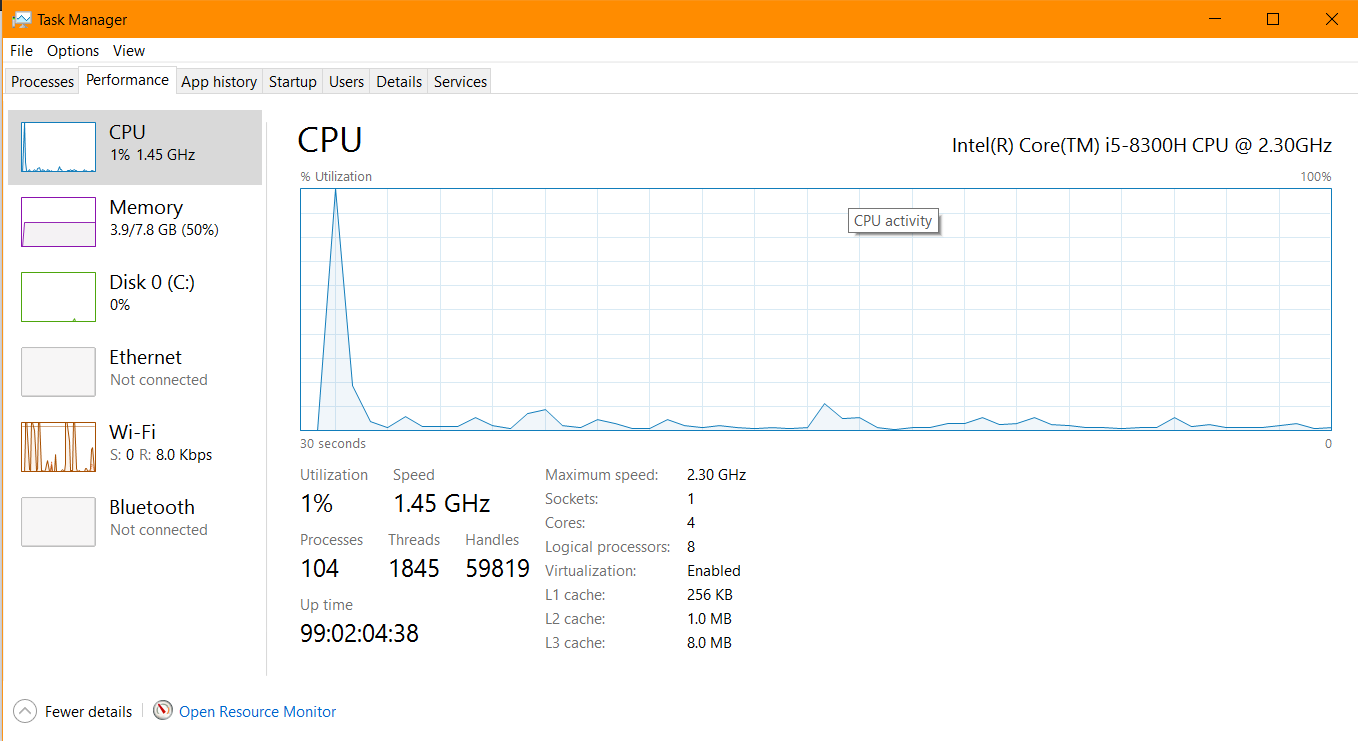 Task Manager
File Options View
Processes Performance App history Startup Users Details Services
CPU
1% 1.45 GHz
Memory
3.9/7.8 GB (50%)
Disk 0 (C:)
0%
Ethernet
Not connected
Wi-Fi
S: 0 R: 8.0 Kbps
Bluetooth
Not connected
CPU
Intel(R) Core(TM) i5-8300H CPU @ 2.30GHz
% Utilization
100%
CPU activity
30 seconds
0
Utilization Speed
1% 1.45 GHz
Processes Threads Handles
104 1845 59819
Up time
99:02:04:38
Maximum speed: 2.30 GHz
Sockets: 1
Cores: 4
Logical processors: 8
Virtualization: Enabled
L1 cache: 256 KB
L2 cache: 1.0 MB
L3 cache: 8.0 MB
Fewer details
Open Resource Monitor